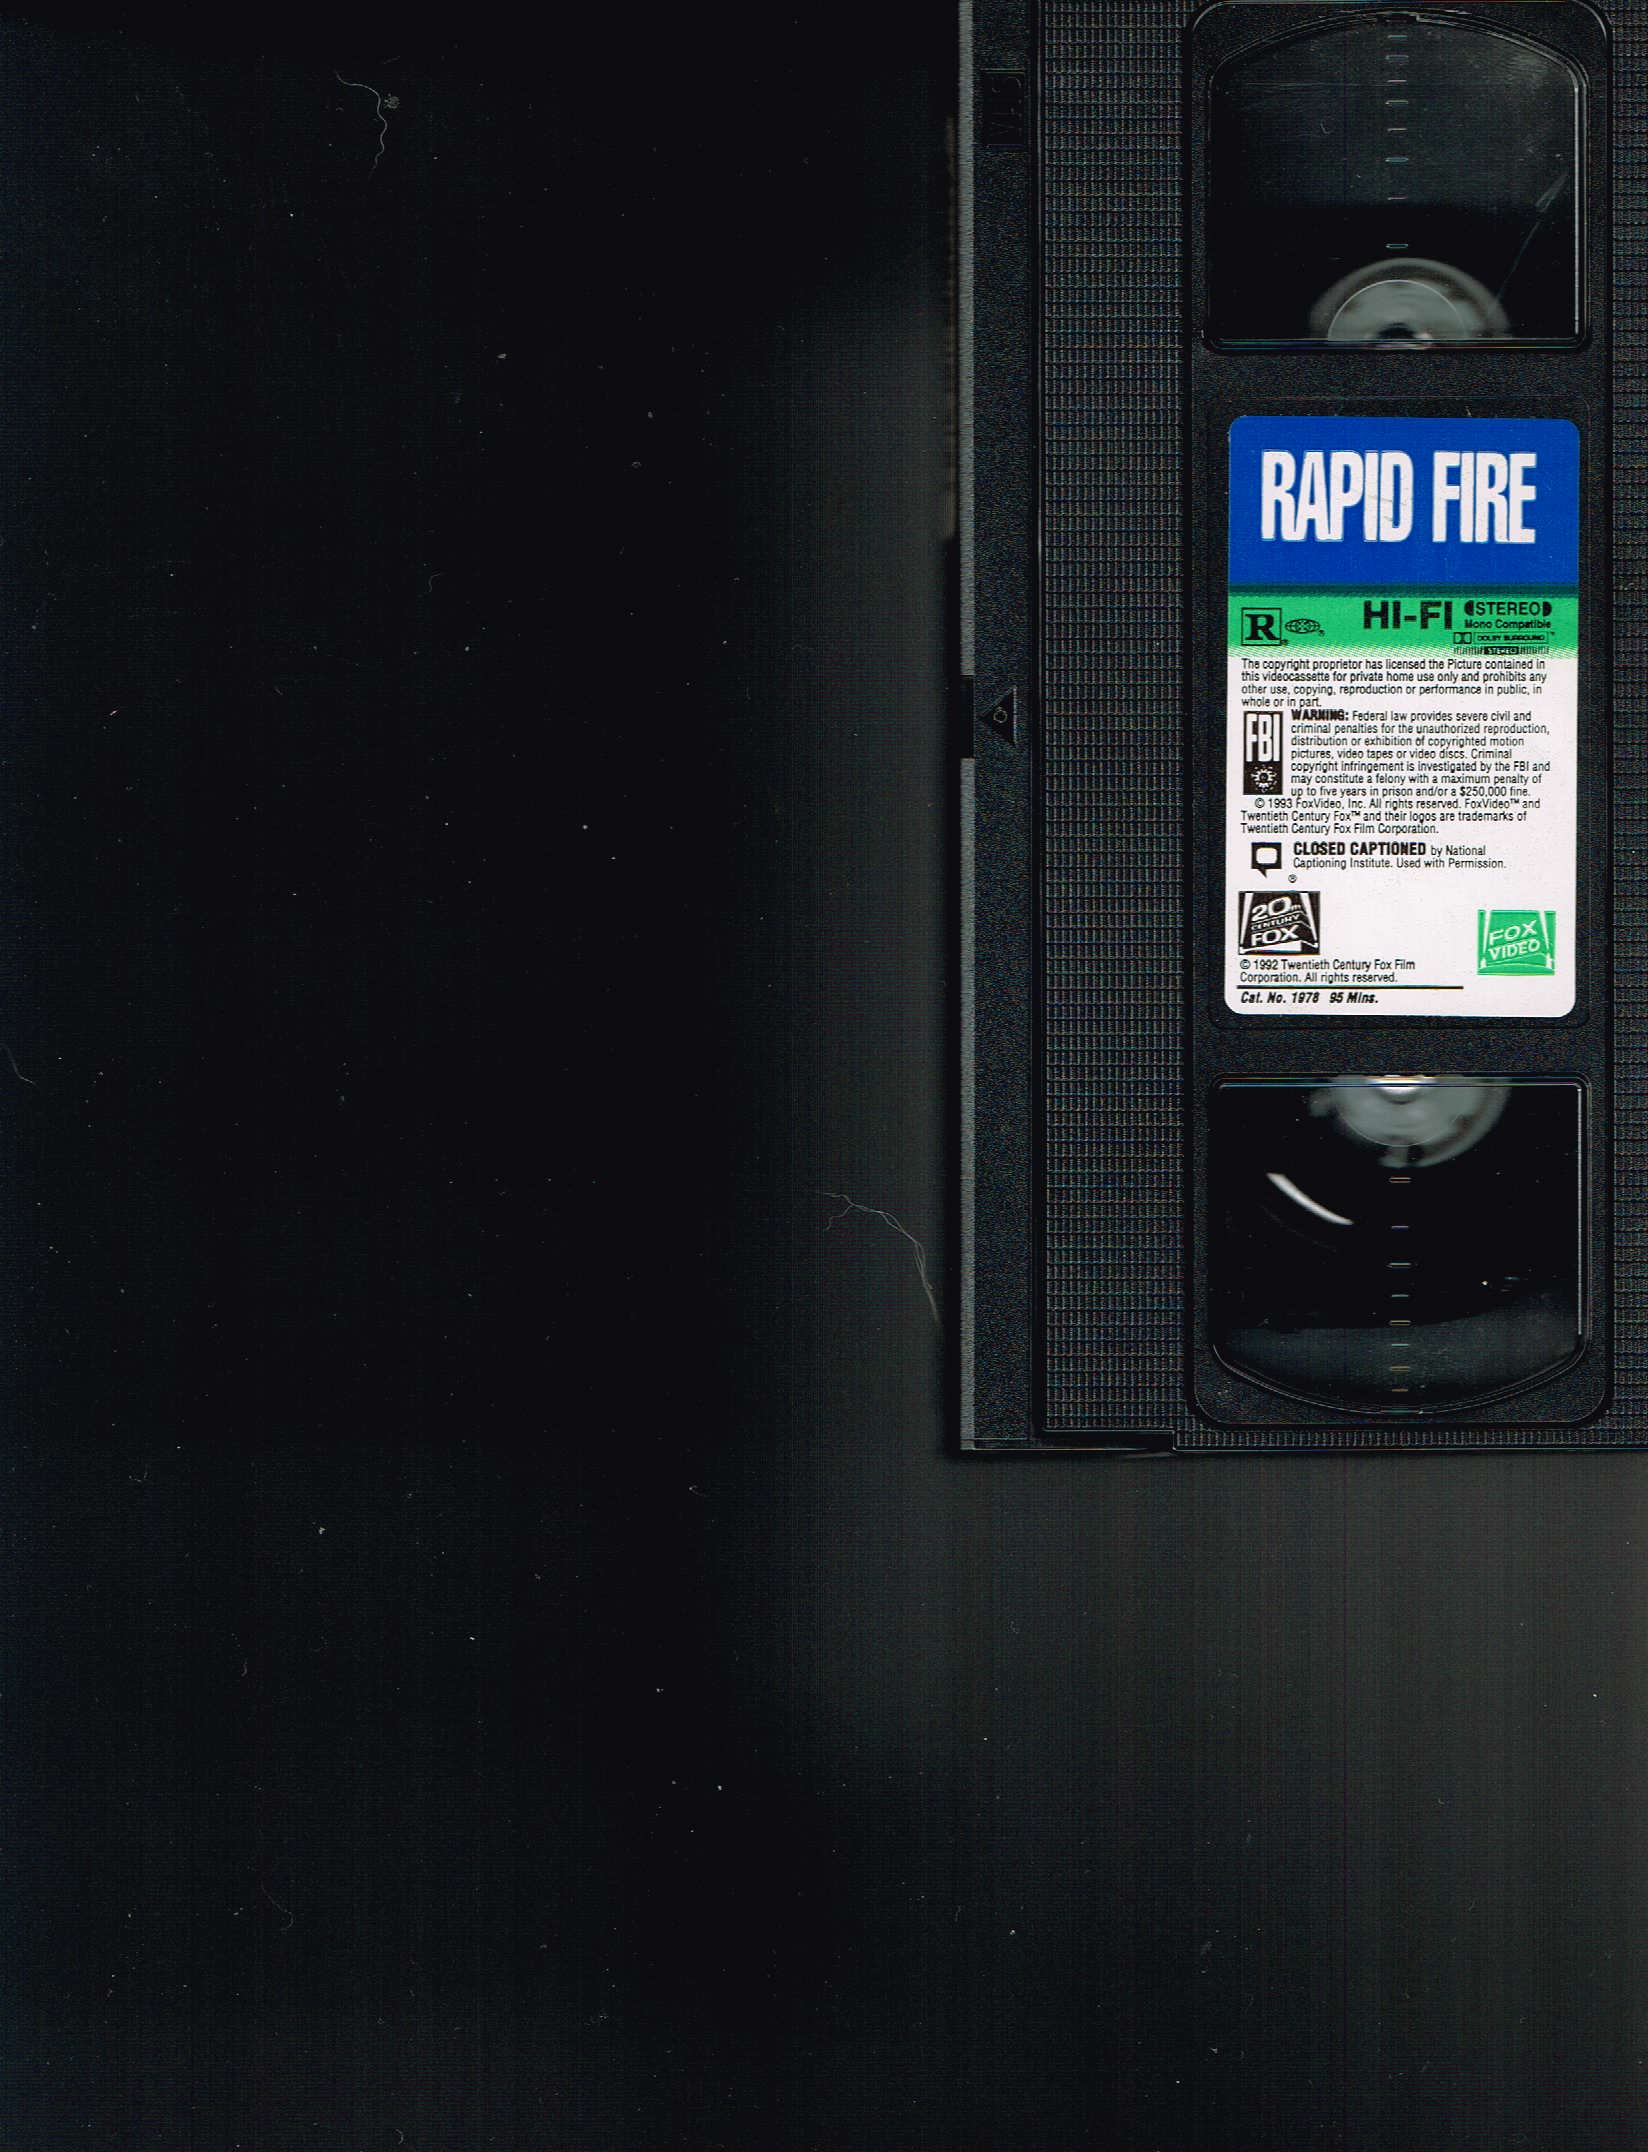 RAPID FIRE
R ®
®
HI-FI STEREO
Mono Compatible
DOLBY SURROUND ™
STEREO
The copyright proprietor has licensed the Picture contained in
this videocassette for private home use only and prohibits any
other use, copying, reproduction or performance in public, in
whole or in part.
FBI
WARNING: Federal law provides severe civil and
criminal penalties for the unauthorized reproduction,
distribution or exhibition of copyrighted motion
pictures, video tapes or video discs. Criminal
copyright infringement is investigated by the FBI and
may constitute a felony with a maximum penalty of
up to five years in prison and/or a $250,000 fine.
© 1993 FoxVideo, Inc. All rights reserved. FoxVideo™ and
Twentieth Century Fox™ and their logos are trademarks of
Twentieth Century Fox Film Corporation.
CLOSED CAPTIONED by National
Captioning Institute. Used with Permission.
®
20th
CENTURY
FOX
FOX
VIDEO
© 1992 Twentieth Century Fox Film
Corporation. All rights reserved.
Cat. No. 1978 95 Mins.